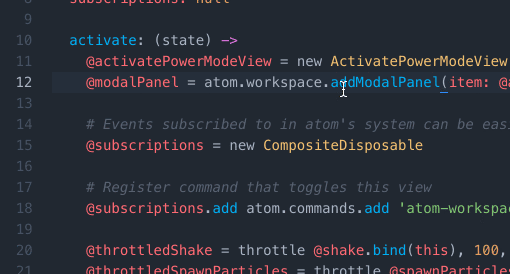 subscriptions: null
9
10 activate: (state) ->
11 @activatePowerModeView = new ActivatePowerModeView
12 @modalPanel = atom.workspace.addModalPanel(item: @
13
14 # Events subscribed to in atom's system can be
15 @subscriptions = new CompositeDisposable
16
17 # Register command that toggles this view
18 @subscriptions.add atom.commands.add 'atom-workspa
19
20 @throttledShake = throttle @shake.bind(this), 100,
21 @throttledSpawnParticles = throttle @spawnParticle